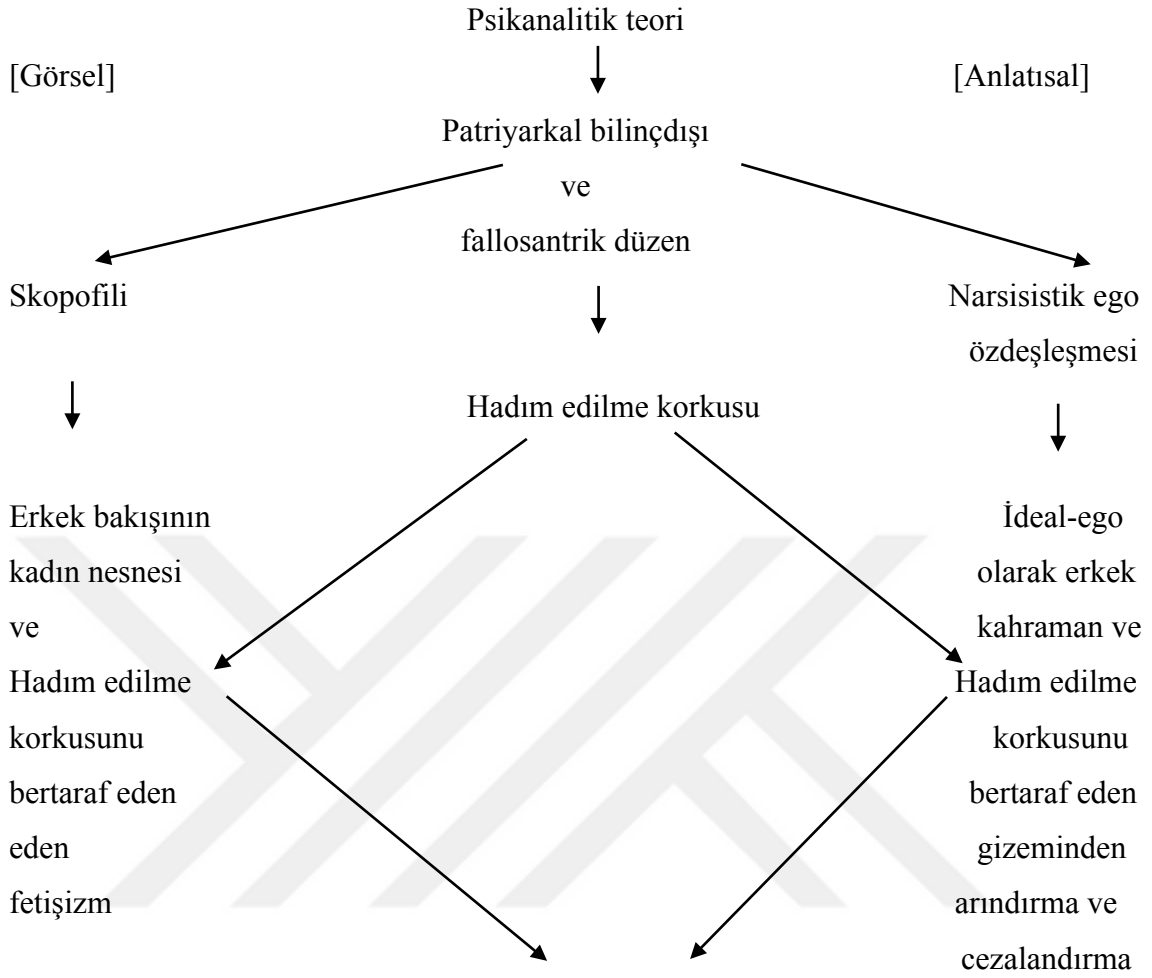 Psikanalitik teori
[Görsel]
[Anlatısal]
Patriyarkal bilinçdışı
ve
fallosantrik düzen
Skopofili
Narsisistik ego
özdeşleşmesi
Hadım edilme korkusu
Erkek bakışının
kadın nesnesi
ve
Hadım edilme
korkusunu
bertaraf eden
eden
fetişizm
İdeal-ego
olarak erkek
kahraman ve
Hadım edilme
korkusunu
bertaraf eden
gizeminden
arındırma ve
cezalandırma